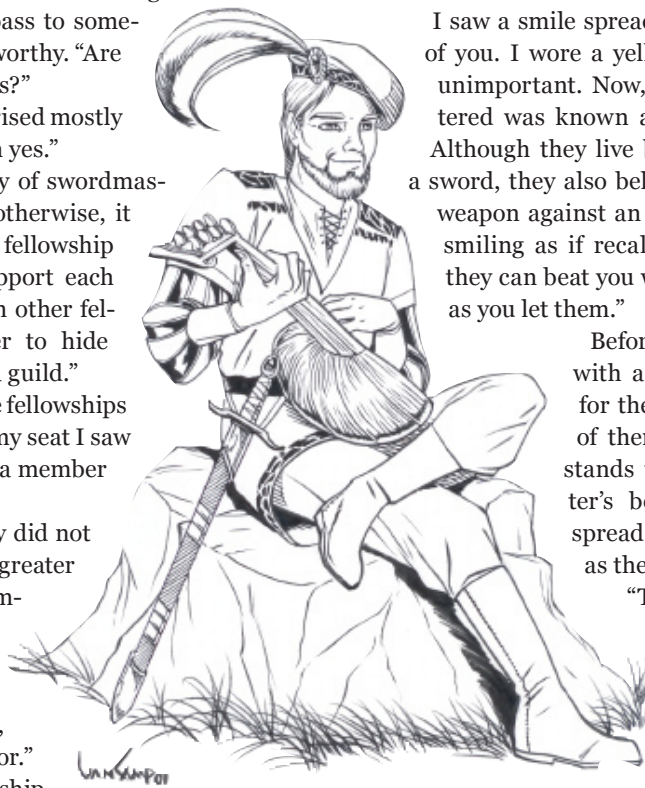 pass to some-
worthy. “Are
s?”
rised mostly
yes.”
y of swordmas-
otherwise, it
fellowship
pport each
other fel-
er to hide
guild.”
e fellowships
my seat I saw
a member
y did not
greater
m-
,
or.”
ship
I saw a smile spread
of you. I wore a yell
unimportant. Now,
tered was known a
Although they live b
a sword, they also bel
weapon against an
smiling as if recal
they can beat you w
as you let them.”
Befor
with a
for the
of ther
stands
ter’s be
spread
as the
“T